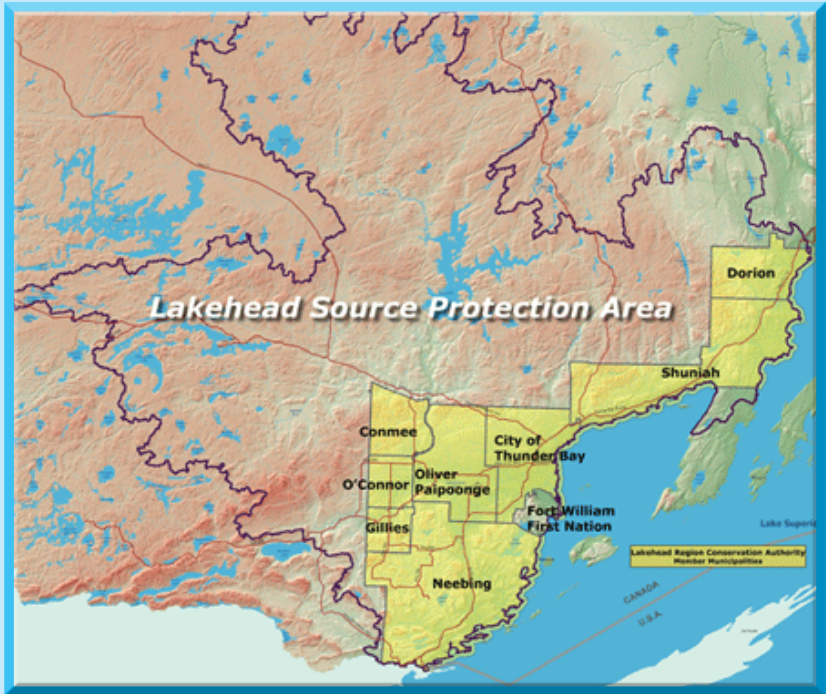 Lakehead Source Protection Area
Dorion
Shuniah
Conmee
City of
Thunder Bay
O'Connor
Oliver
Paipoonge
Gillies
Fort William
First Nation
Neebing
Lake Superio
Lakehead Region Conservation Authority
Member Municipalities
CANADA
U.S.A.